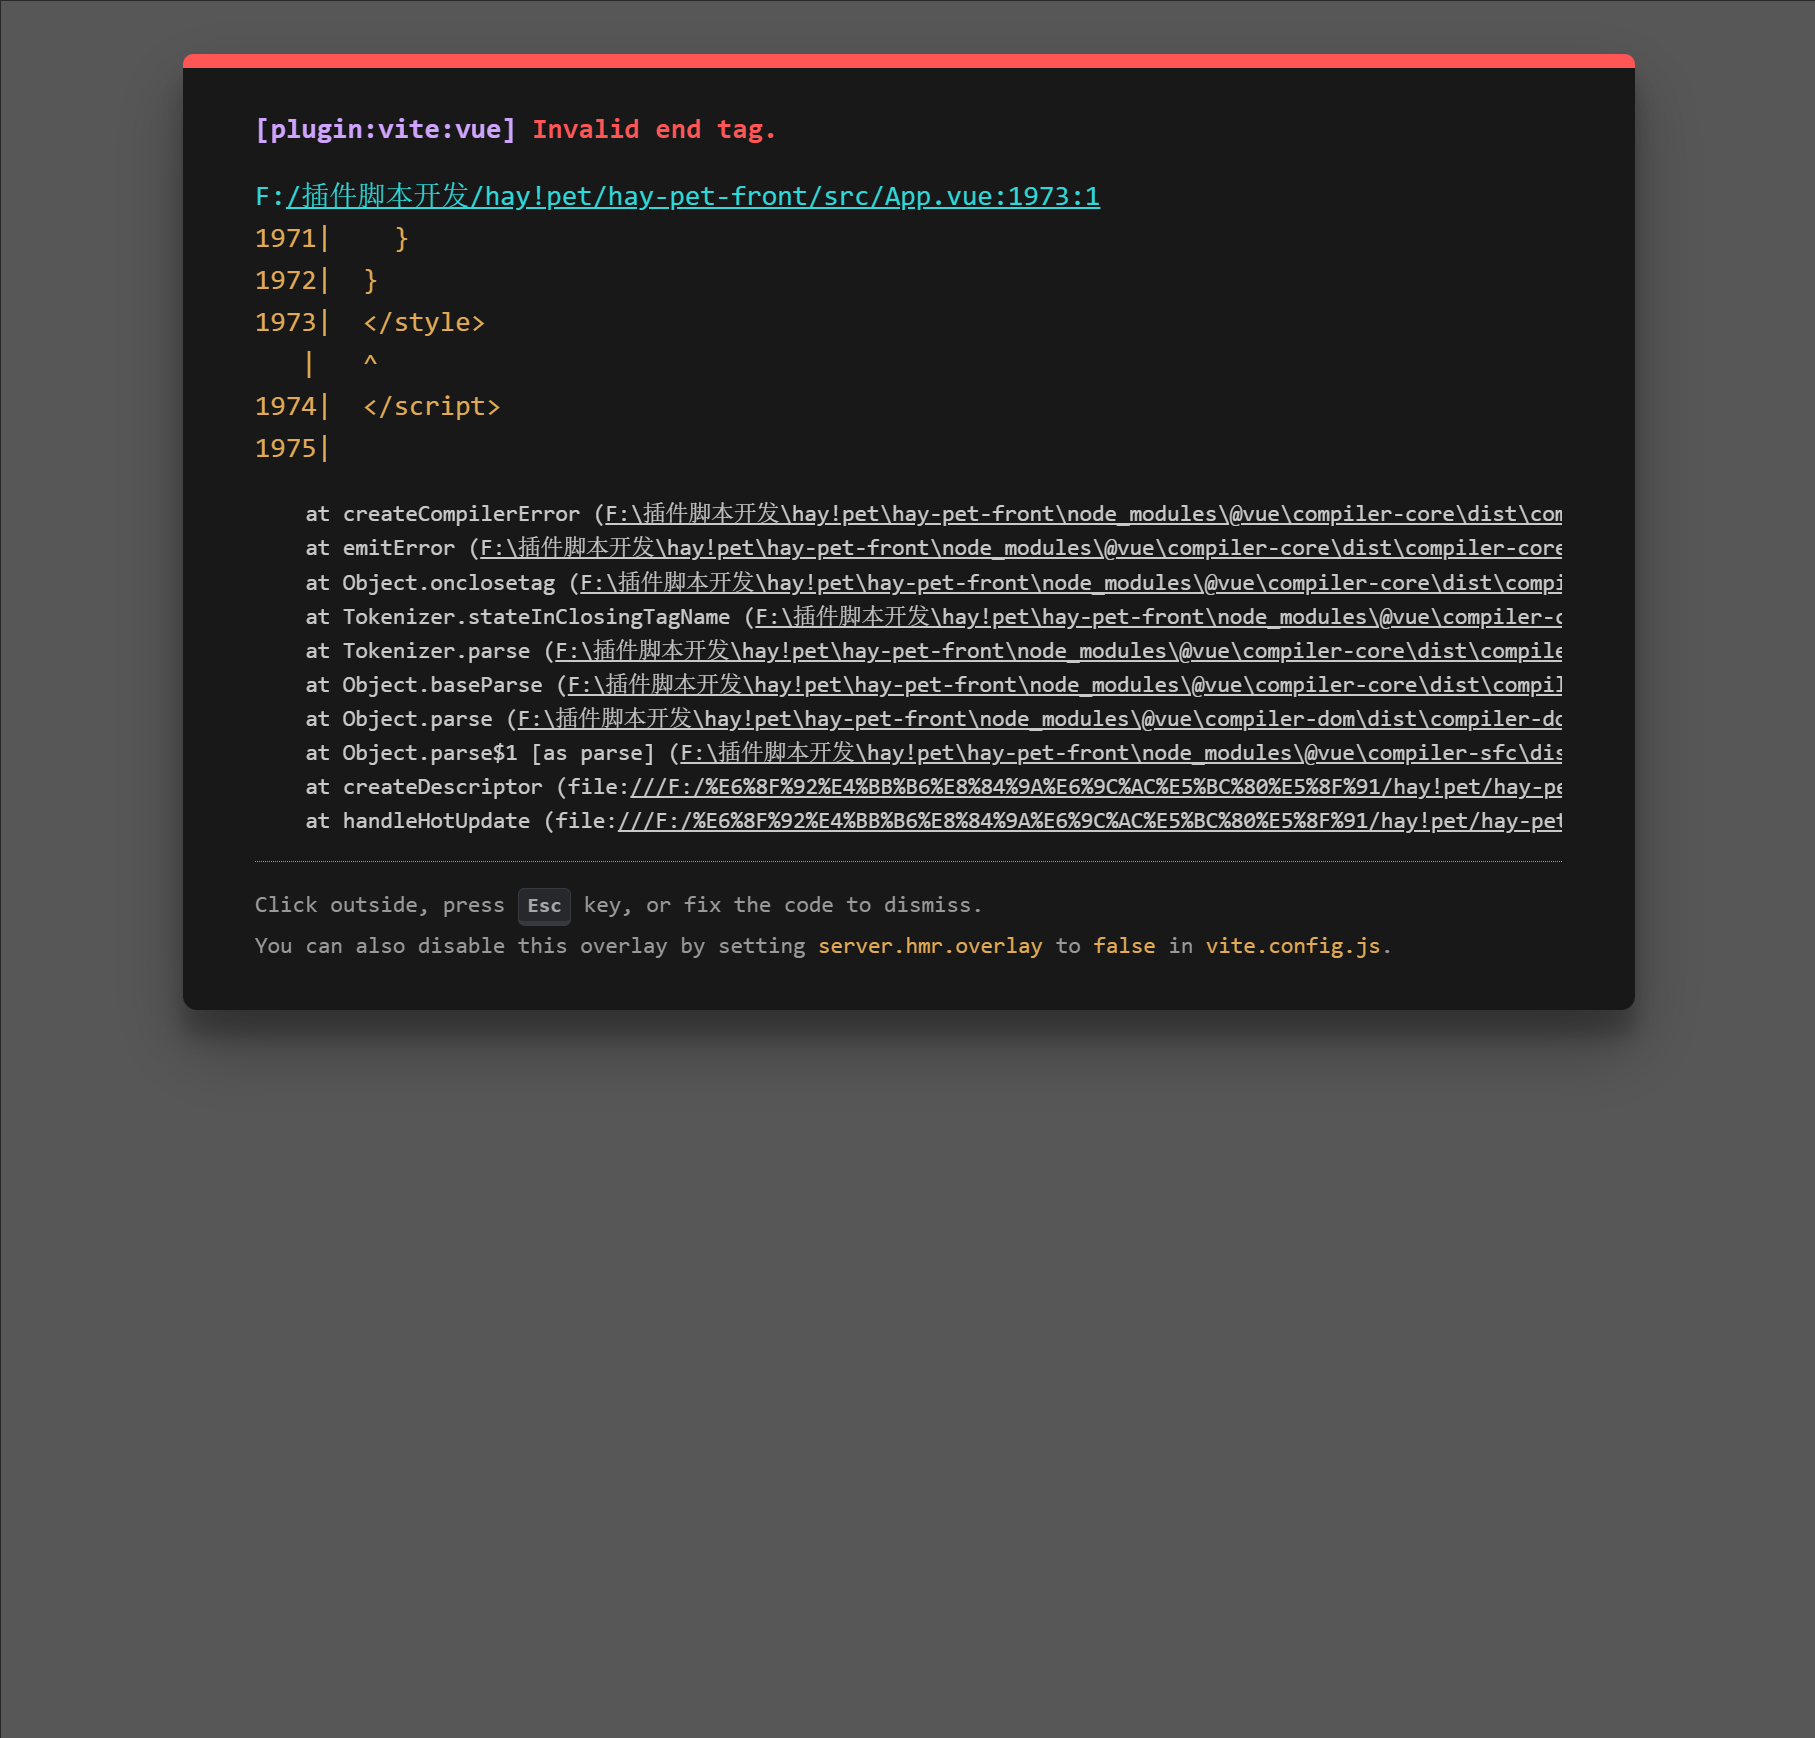 [plugin:vite:vue] Invalid end tag.
F:/插件脚本开发/hay!pet/hay-pet-front/src/App.vue:1973:1
1971|    }
1972|  }
1973|  </style>
   |   ^
1974|  </script>
1975|
at createCompilerError (F:\插件脚本开发\hay!pet\hay-pet-front\node_modules\@vue\compiler-core\dist\com
at emitError (F:\插件脚本开发\hay!pet\hay-pet-front\node_modules\@vue\compiler-core\dist\compiler-core
at Object.onclosetag (F:\插件脚本开发\hay!pet\hay-pet-front\node_modules\@vue\compiler-core\dist\compi
at Tokenizer.stateInClosingTagName (F:\插件脚本开发\hay!pet\hay-pet-front\node_modules\@vue\compiler-c
at Tokenizer.parse (F:\插件脚本开发\hay!pet\hay-pet-front\node_modules\@vue\compiler-core\dist\compile
at Object.baseParse (F:\插件脚本开发\hay!pet\hay-pet-front\node_modules\@vue\compiler-core\dist\compil
at Object.parse (F:\插件脚本开发\hay!pet\hay-pet-front\node_modules\@vue\compiler-dom\dist\compiler-do
at Object.parse$1 [as parse] (F:\插件脚本开发\hay!pet\hay-pet-front\node_modules\@vue\compiler-sfc\dis
at createDescriptor (file:///F:/%E6%8F%92%E4%BB%B6%E8%84%9A%E6%9C%AC%E5%BC%80%E5%8F%91/hay!pet/hay-pe
at handleHotUpdate (file:///F:/%E6%8F%92%E4%BB%B6%E8%84%9A%E6%9C%AC%E5%BC%80%E5%8F%91/hay!pet/hay-pet
Click outside, press Esc key, or fix the code to dismiss.
You can also disable this overlay by setting server.hmr.overlay to false in vite.config.js.